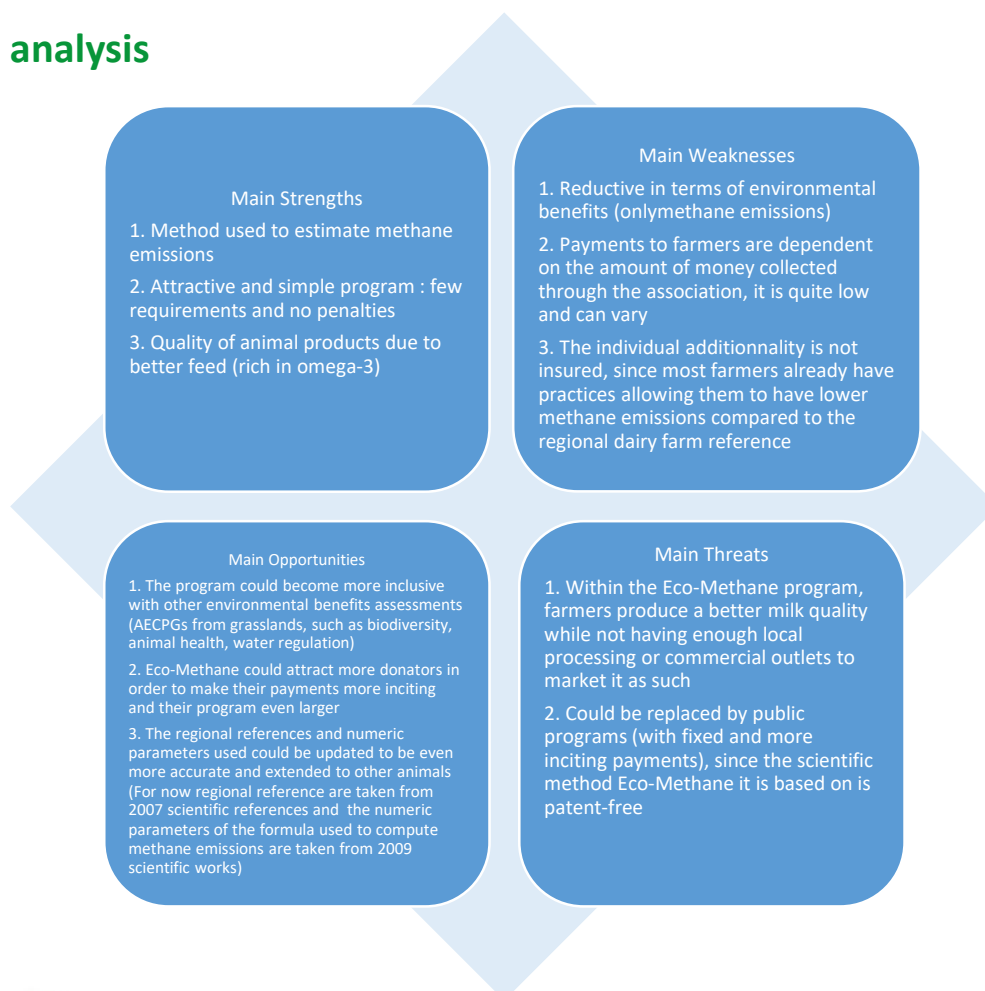 analysis
Main Strengths
1. Method used to estimate methane
emissions
2. Attractive and simple program : few
requirements and no penalties
3. Quality of animal products due to
better feed (rich in omega-3)
Main Weaknesses
1. Reductive in terms of environmental
benefits (onlymethane emissions)
2. Payments to farmers are dependent
on the amount of money collected
through the association, it is quite low
and can vary
3. The individual additionnality is not
insured, since most farmers already have
practices allowing them to have lower
methane emissions compared to the
regional dairy farm reference
Main Opportunities
1. The program could become more inclusive
with other environmental benefits assessments
(AECPGs from grasslands, such as biodiversity,
animal health, water regulation)
2. Eco-Methane could attract more donators in
order to make their payments more inciting
and their program even larger
3. The regional references and numeric
parameters used could be updated to be even
more accurate and extended to other animals
(For now regional reference are taken from
2007 scientific references and the numeric
parameters of the formula used to compute
methane emissions are taken from 2009
scientific works)
Main Threats
1. Within the Eco-Methane program,
farmers produce a better milk quality
while not having enough local
processing or commercial outlets to
market it as such
2. Could be replaced by public
programs (with fixed and more
inciting payments), since the scientific
method Eco-Methane it is based on is
patent-free